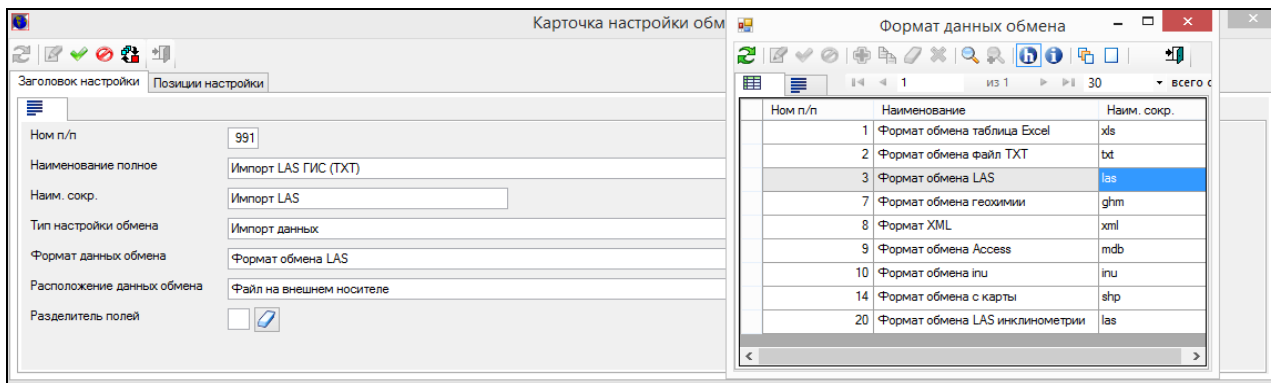 Карточка настройки обм
Заголовок настройки Позиции настройки
Ном п/п 991
Наименование полное Импорт LAS ГИС (TXT)
Наим. сокр. Импорт LAS
Тип настройки обмена Импорт данных
Формат данных обмена Формат обмена LAS
Расположение данных обмена Файл на внешнем носителе
Разделитель полей
Формат данных обмена
1 из 1 30 всего с
Ном п/п Наименование Наим. сокр.
1 Формат обмена таблица Excel xls
2 Формат обмена файл TXT txt
3 Формат обмена LAS las
7 Формат обмена геохимии ghm
8 Формат XML xml
9 Формат обмена Access mdb
10 Формат обмена inu inu
14 Формат обмена с карты shp
20 Формат обмена LAS инклинометрии las